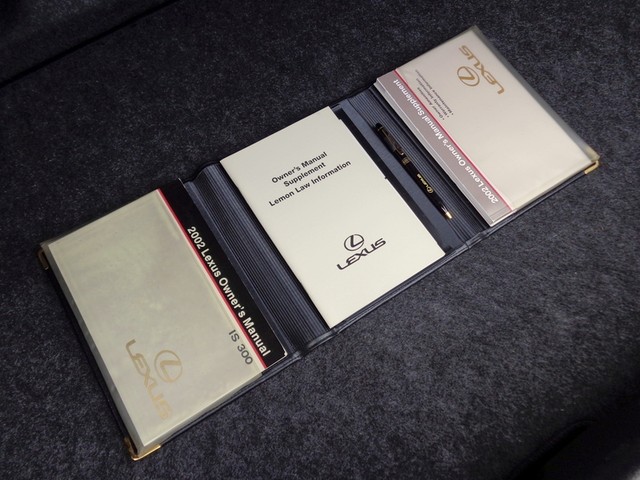 2002 Lexus Owner's Manual
IS 300
LEXUS
Owner's Manual
Supplement
Lemon Law Information
LEXUS
LEXUS
LEXUS
2002 Lexus Owner's Manual Supplement